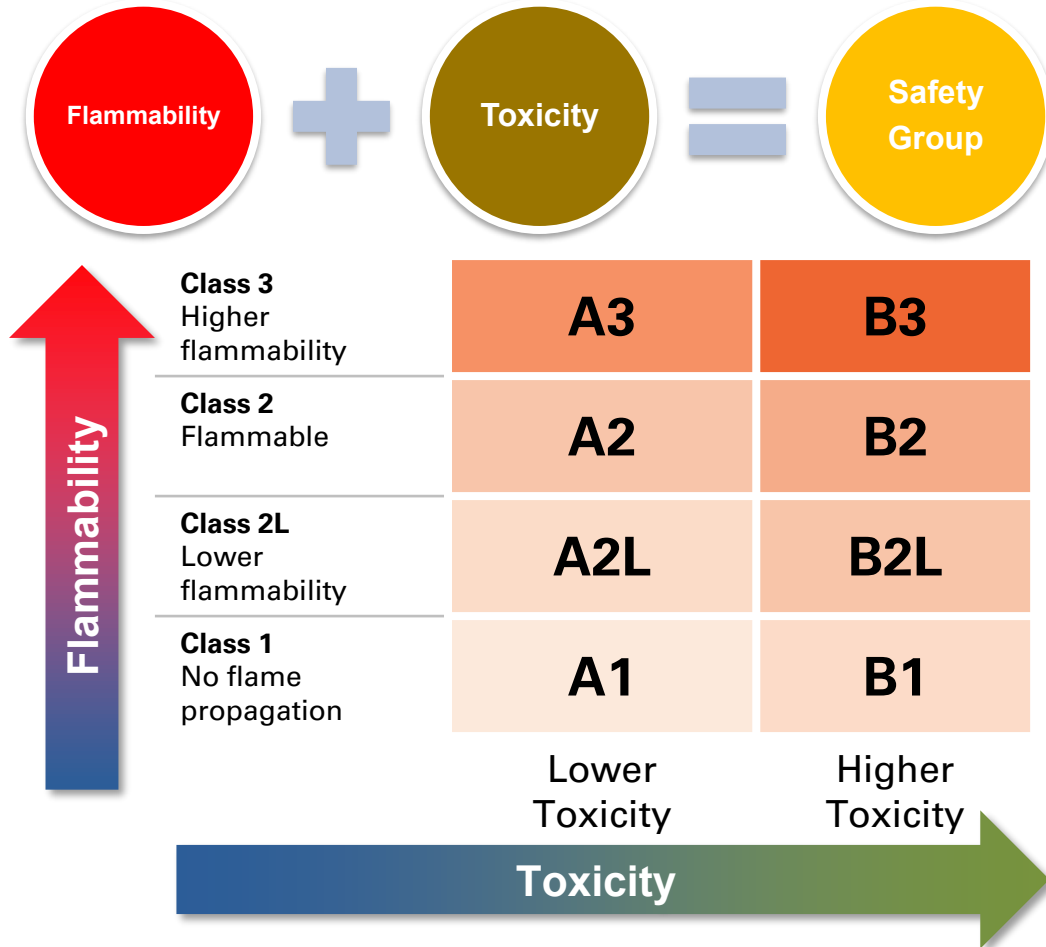 Flammability
Toxicity
Safety
Group
Flammability
Class 3
Higher
flammability
A3
B3
Class 2
Flammable
A2
B2
Class 2L
Lower
flammability
A2L
B2L
Class 1
No flame
propagation
A1
B1
Lower
Toxicity
Higher
Toxicity
Toxicity